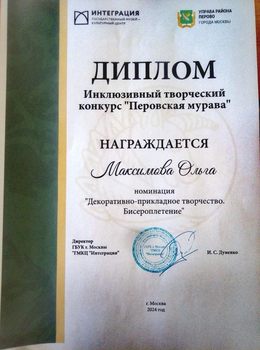 ИНТЕГРАЦИЯ
ГОСУДАРСТВЕННЫЙ МУЗЕЙ –
КУЛЬТУРНЫЙ ЦЕНТР
УПРАВА РАЙОНА
ПЕРОВО
ГОРОДА МОСКВЫ
ДИПЛОМ
Инклюзивный творческий
конкурс "Перовская мурава"
НАГРАЖДАЕТСЯ
Максимова Ольга
номинация
"Декоративно-прикладное творчество.
Бисероплетение"
Директор
ГБУК г. Москвы
"ГМКЦ "Интеграция"
И. С.
г. Москва
2024 год